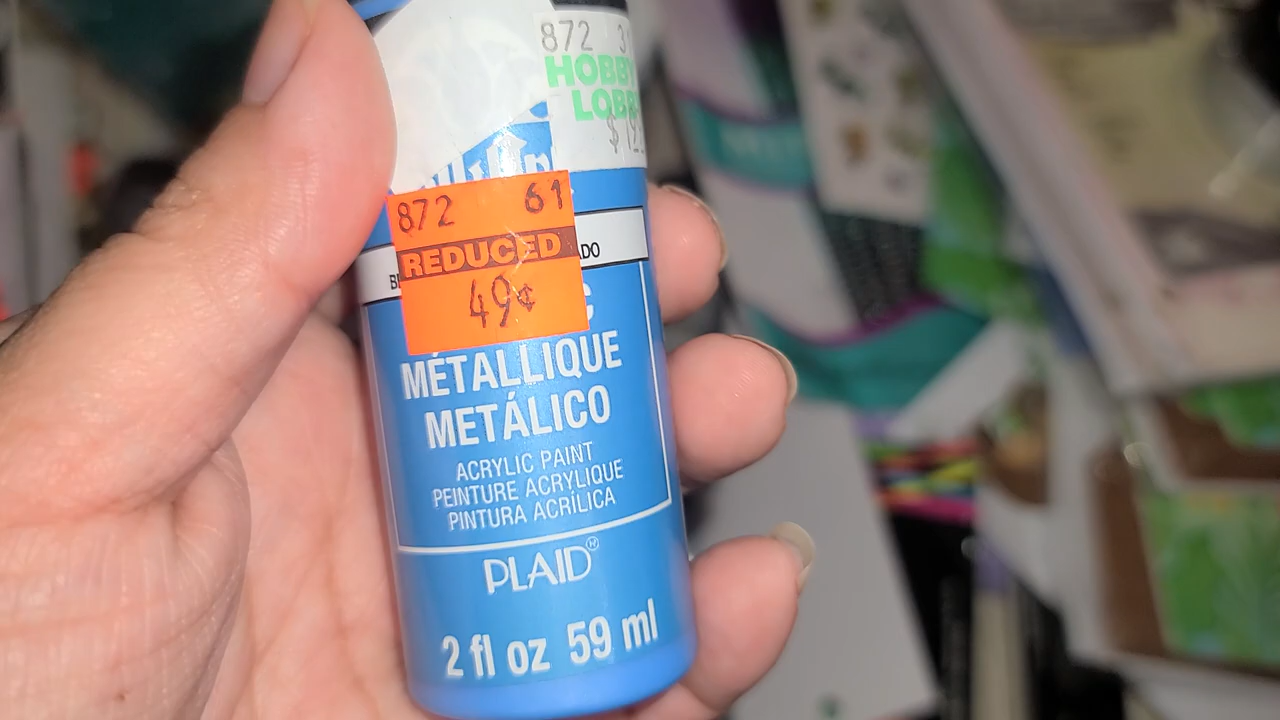 872 3
HOBBY
LOBB
$1
872 61
REDUCED
49¢
MÉTALLIQUE
METÁLICO
ACRYLIC PAINT
PEINTURE ACRYLIQUE
PINTURA ACRÍLICA
PLAID®
2 fl oz 59 ml